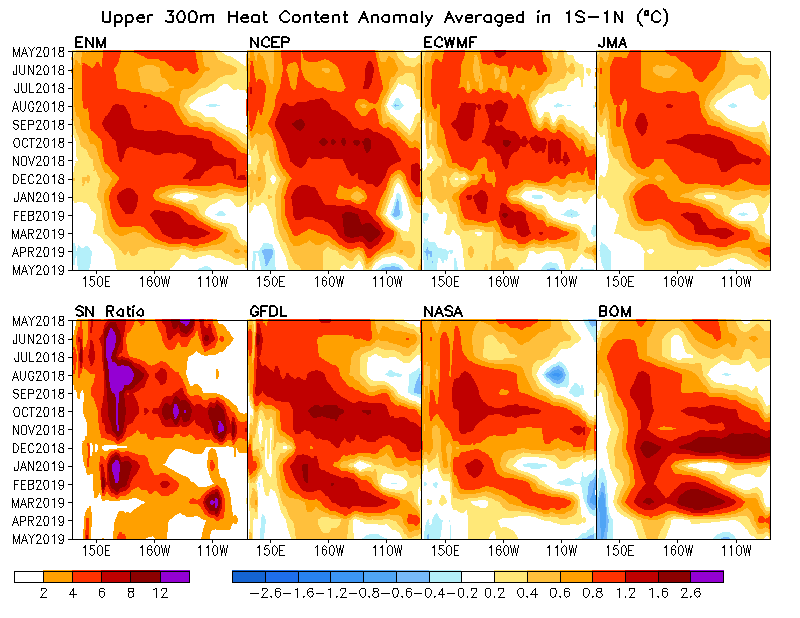 Upper 300m Heat Content Anomaly Averaged in 1S-1N (°C)
ENM NCEP ECWMF JMA
MAY2018
JUN2018
JUL2018
AUG2018
SEP2018
OCT2018
NOV2018
DEC2018
JAN2019
FEB2019
MAR2019
APR2019
MAY2019
150E 160W 110W 150E 160W 110W 150E 160W 110W 150E 160W 110W
SN Ratio GFDL NASA BOM
MAY2018
JUN2018
JUL2018
AUG2018
SEP2018
OCT2018
NOV2018
DEC2018
JAN2019
FEB2019
MAR2019
APR2019
MAY2019
150E 160W 110W 150E 160W 110W 150E 160W 110W 150E 160W 110W
2 4 6 8 10 12 -2.6 -1.6 -1.2 -0.8 -0.6 -0.4 -0.2 0.2 0.4 0.6 0.8 1.2 1.6 2.6